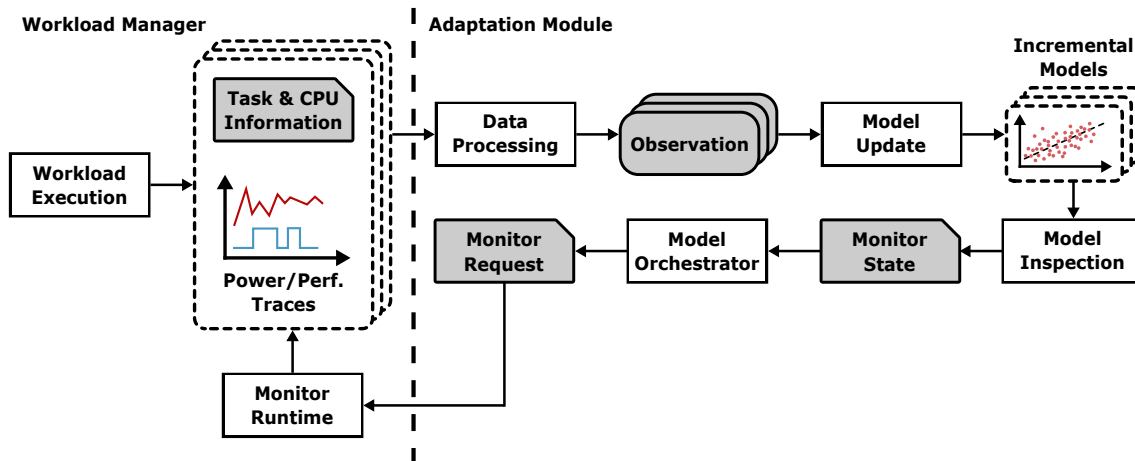 Workload Manager
Adaptation Module
Task & CPU
Information
Workload
Execution
Power/Perf.
Traces
Monitor
Runtime
Data
Processing
Observation
Model
Update
Incremental
Models
Monitor
Request
Model
Orchestrator
Monitor
State
Model
Inspection